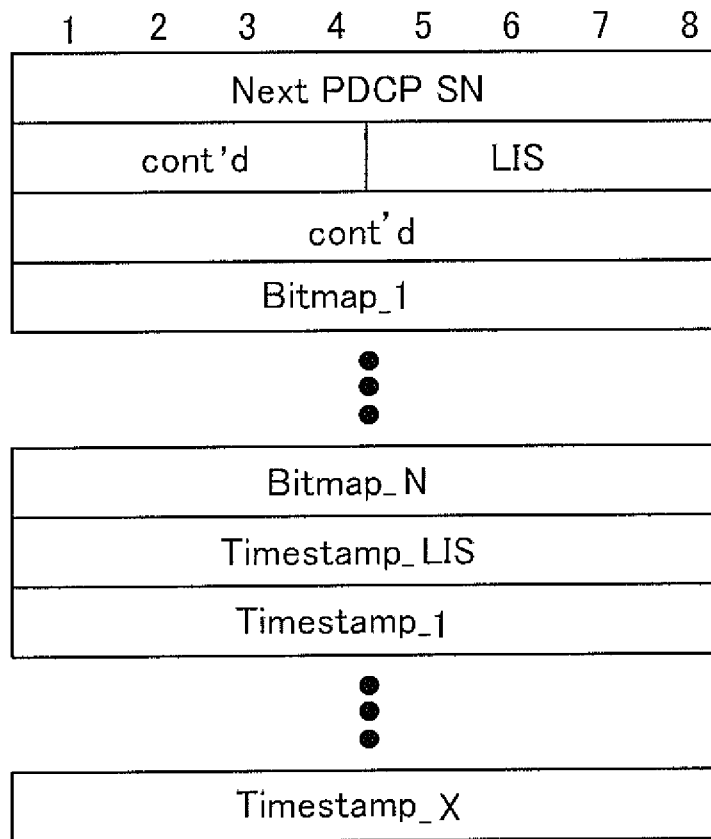 1 2 3 4 5 6 7 8
Next PDCP SN
cont'd LIS
cont'd
Bitmap_1
Bitmap_N
Timestamp_LIS
Timestamp_1
Timestamp_X